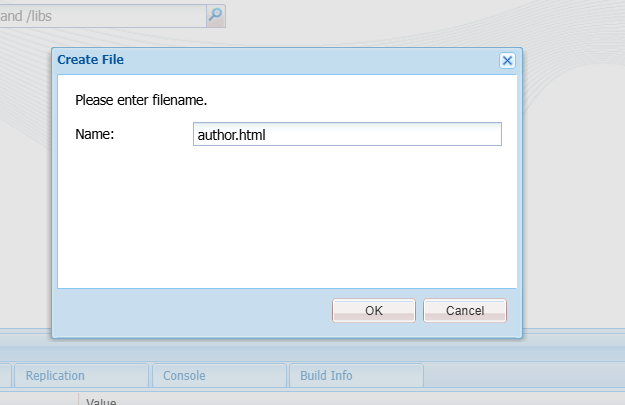 and /libs
Create File
Please enter filename.
Name:
author.html
OK Cancel
Replication Console Build Info
Value